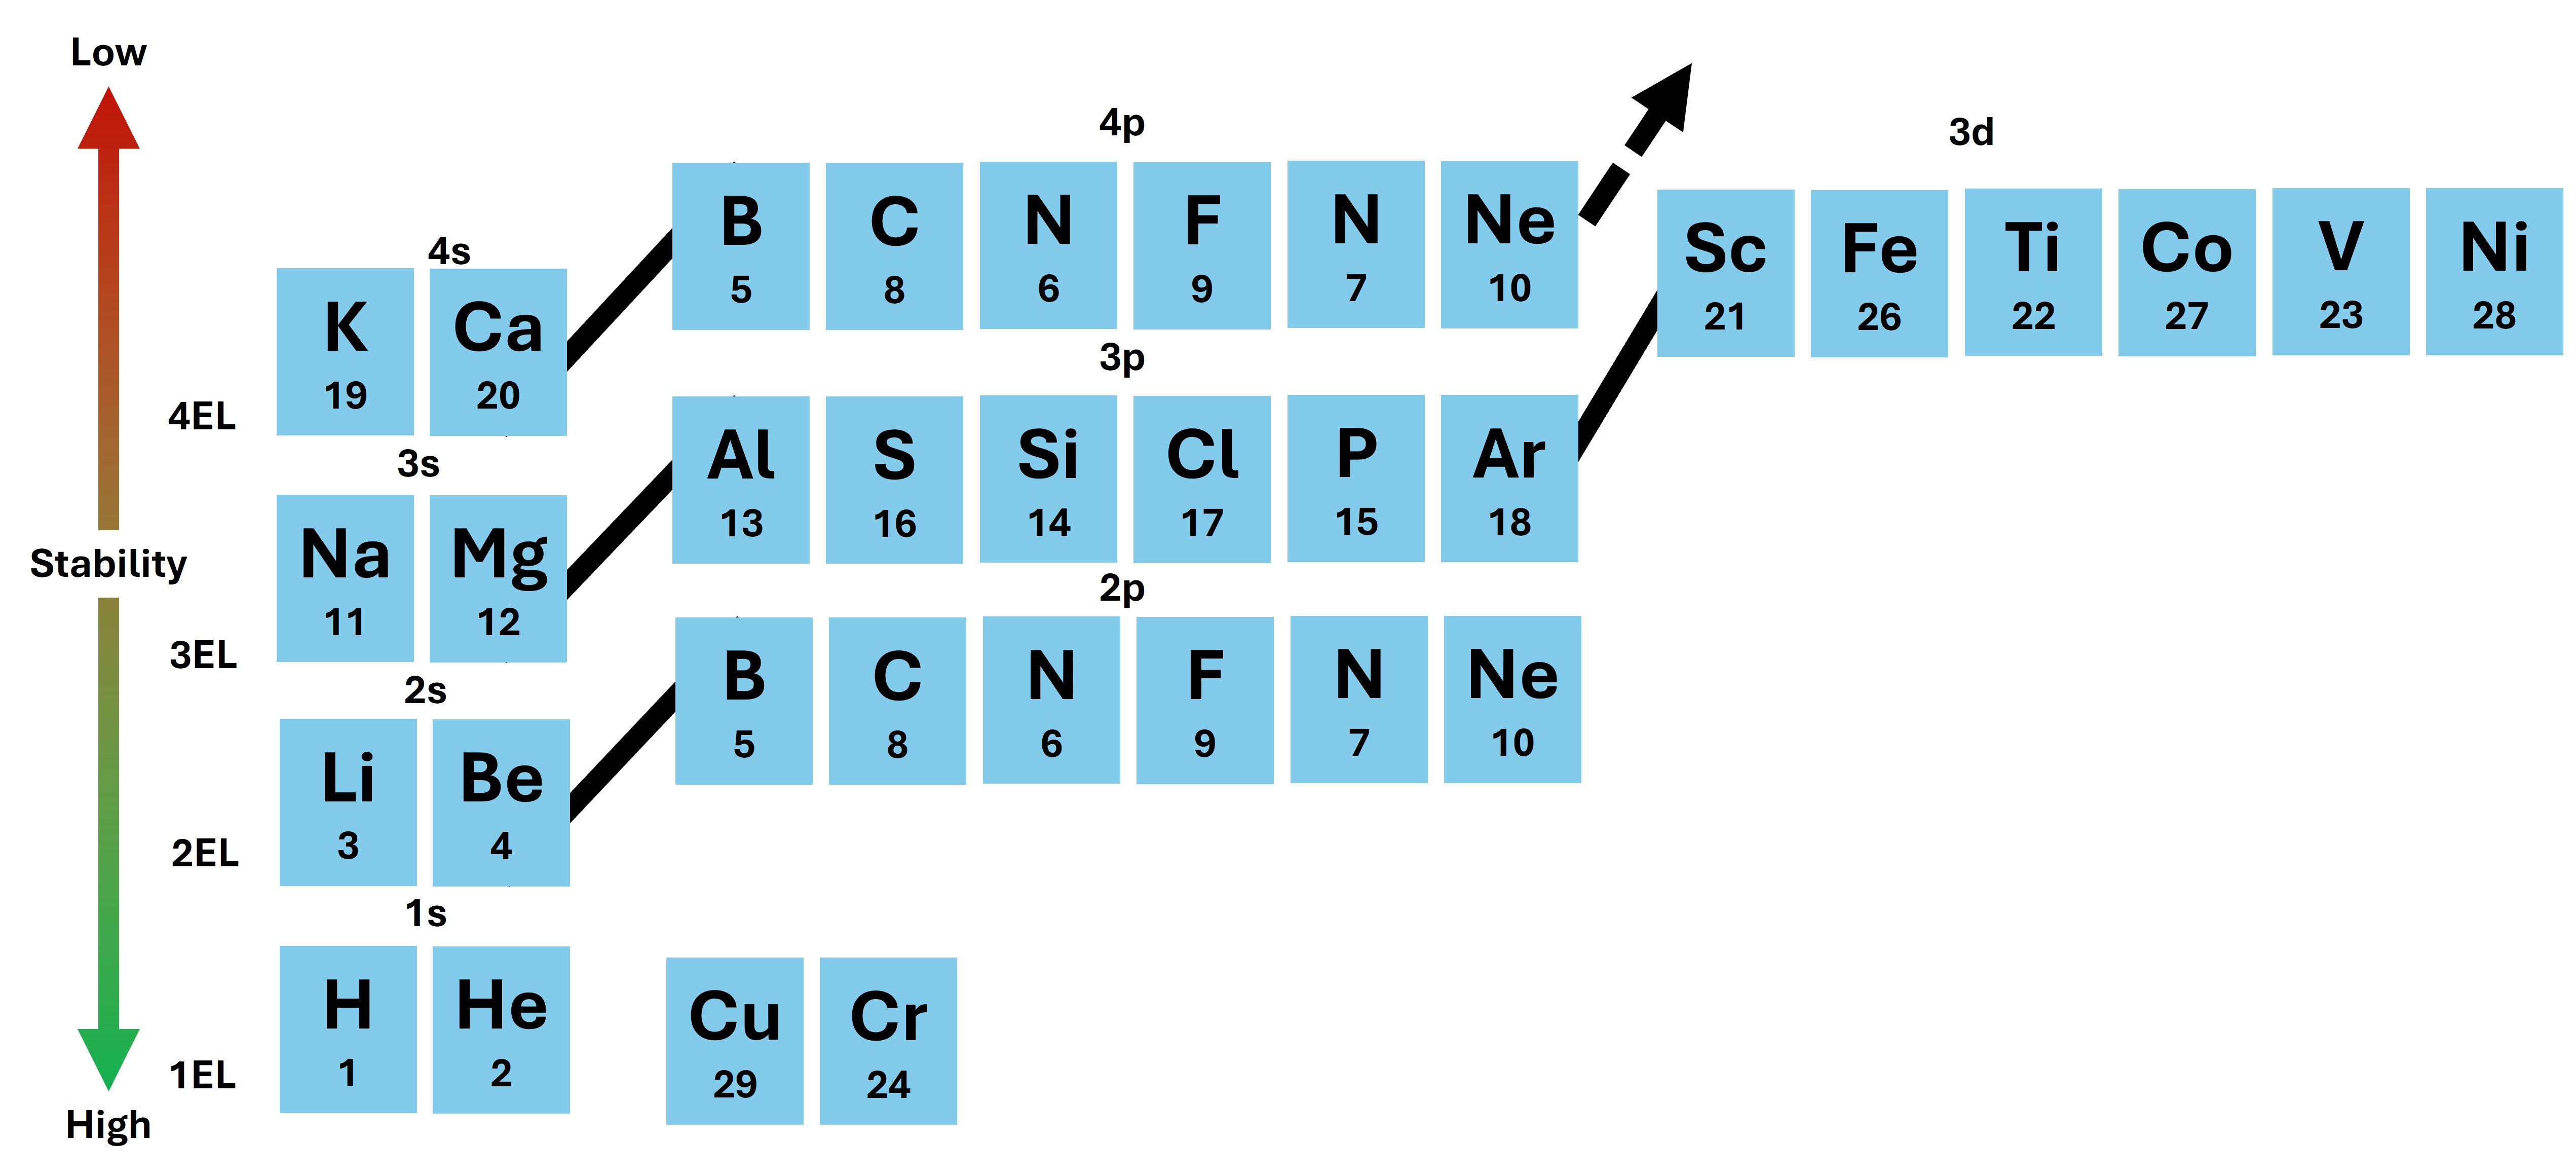 Low
4p
3d
B C N F N Ne
5 8 6 9 7 10
Sc Fe Ti Co V Ni
21 26 22 27 23 28
4s
K Ca
19 20
4EL
3p
Al S Si Cl P Ar
13 16 14 17 15 18
3s
Na Mg
11 12
Stability
3EL
2p
B C N F N Ne
5 8 6 9 7 10
2s
Li Be
3 4
2EL
1s
H He
1 2
Cu Cr
29 24
1EL
High